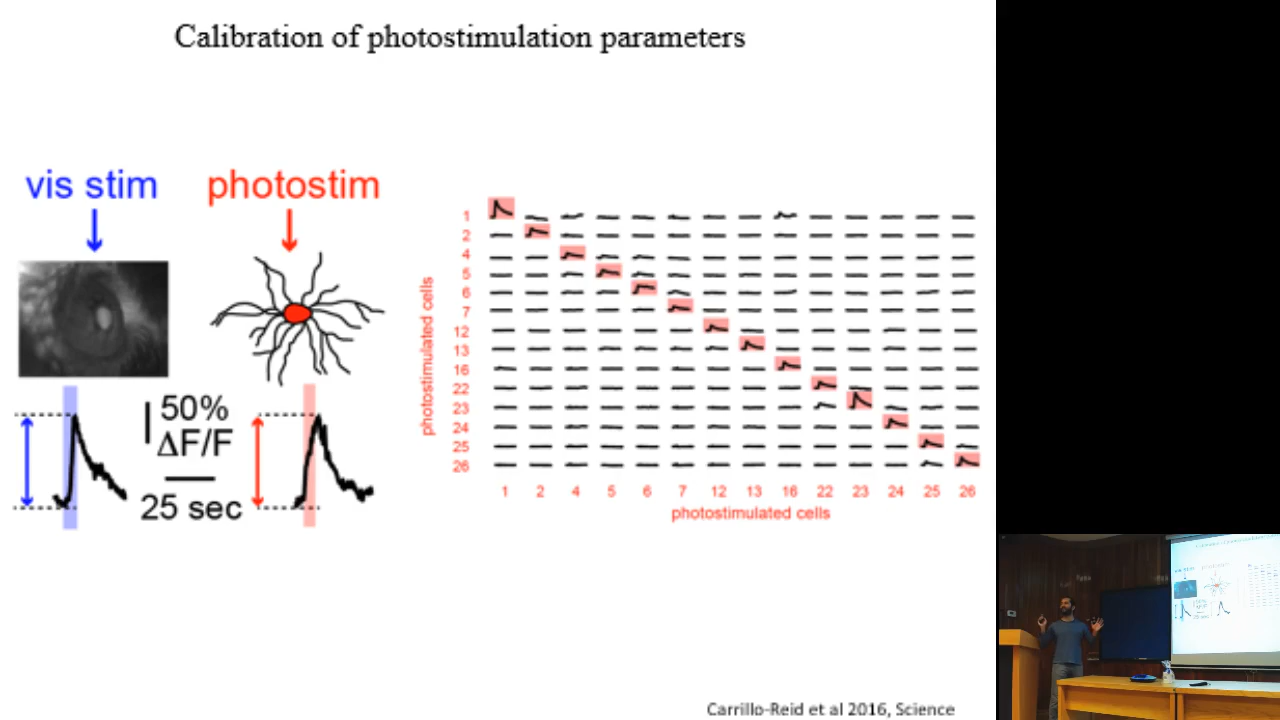 Calibration of photostimulation parameters
vis stim
photostim
50%
ΔF/F
25 sec
photostimulated cells
1
2
4
5
6
7
12
13
16
22
23
24
25
26
1 2 4 5 6 7 12 13 16 22 23 24 25 26
photostimulated cells
Carrillo-Reid et al 2016, Science